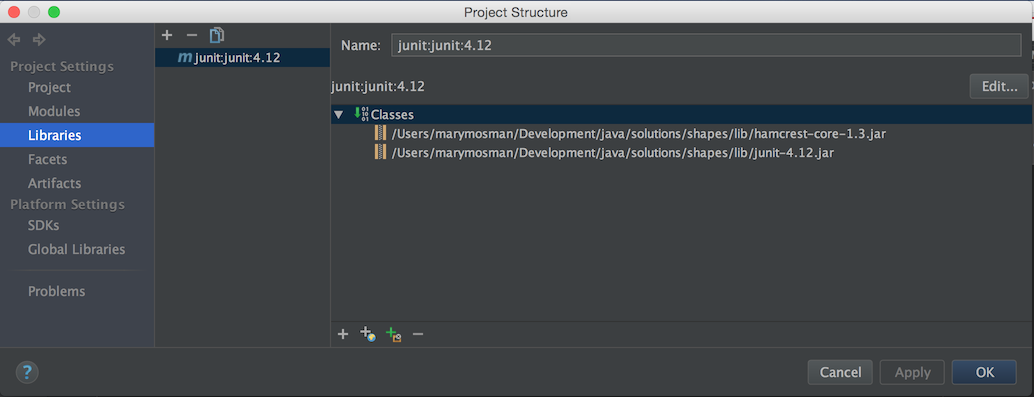 Project Structure
Project Settings
Project
Modules
Libraries
Facets
Artifacts
Platform Settings
SDKs
Global Libraries
Problems
m junit:junit:4.12
Name: junit:junit:4.12
junit:junit:4.12
Edit...
Classes
/Users/marymosman/Development/java/solutions/shapes/lib/hamcrest-core-1.3.jar
/Users/marymosman/Development/java/solutions/shapes/lib/junit-4.12.jar
?
Cancel
Apply
OK